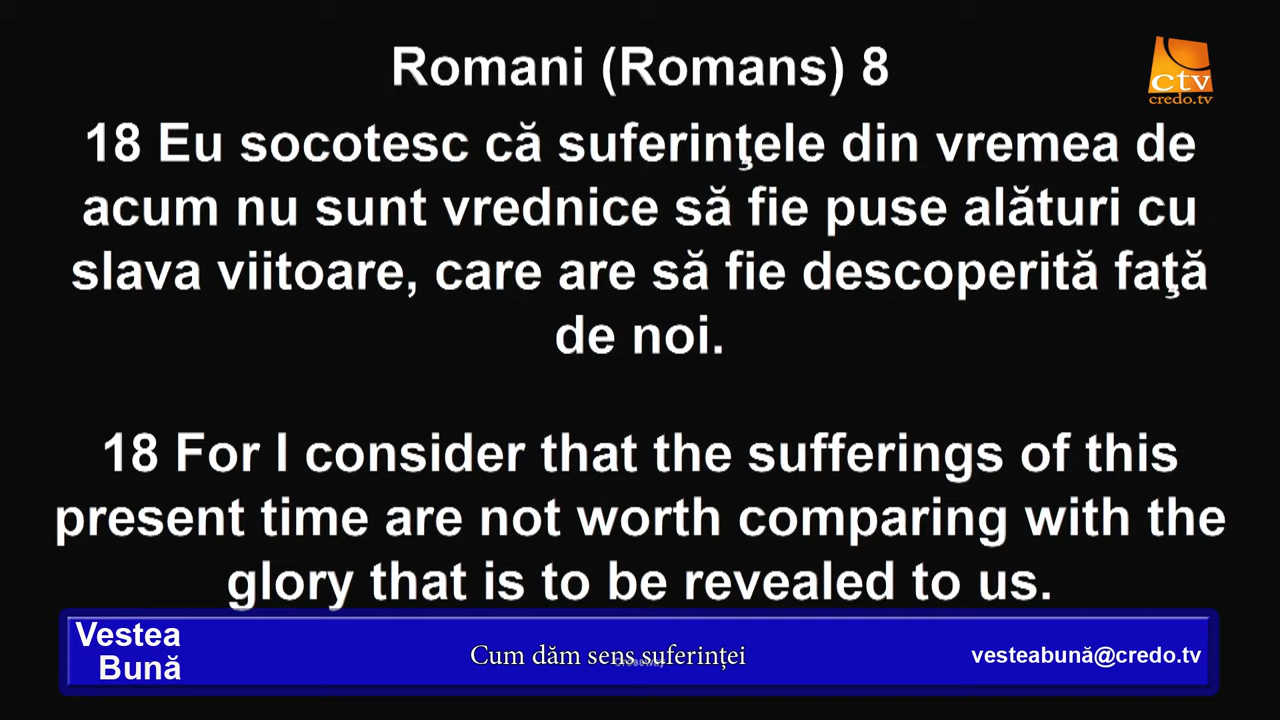 Romani (Romans) 8
ctv
credo.tv
18 Eu socotesc că suferinţele din vremea de
acum nu sunt vrednice să fie puse alături cu
slava viitoare, care are să fie descoperită faţă
de noi.
18 For I consider that the sufferings of this
present time are not worth comparing with the
glory that is to be revealed to us.
Vestea
Bună
Cum dăm sens suferinței
vesteabună@credo.tv